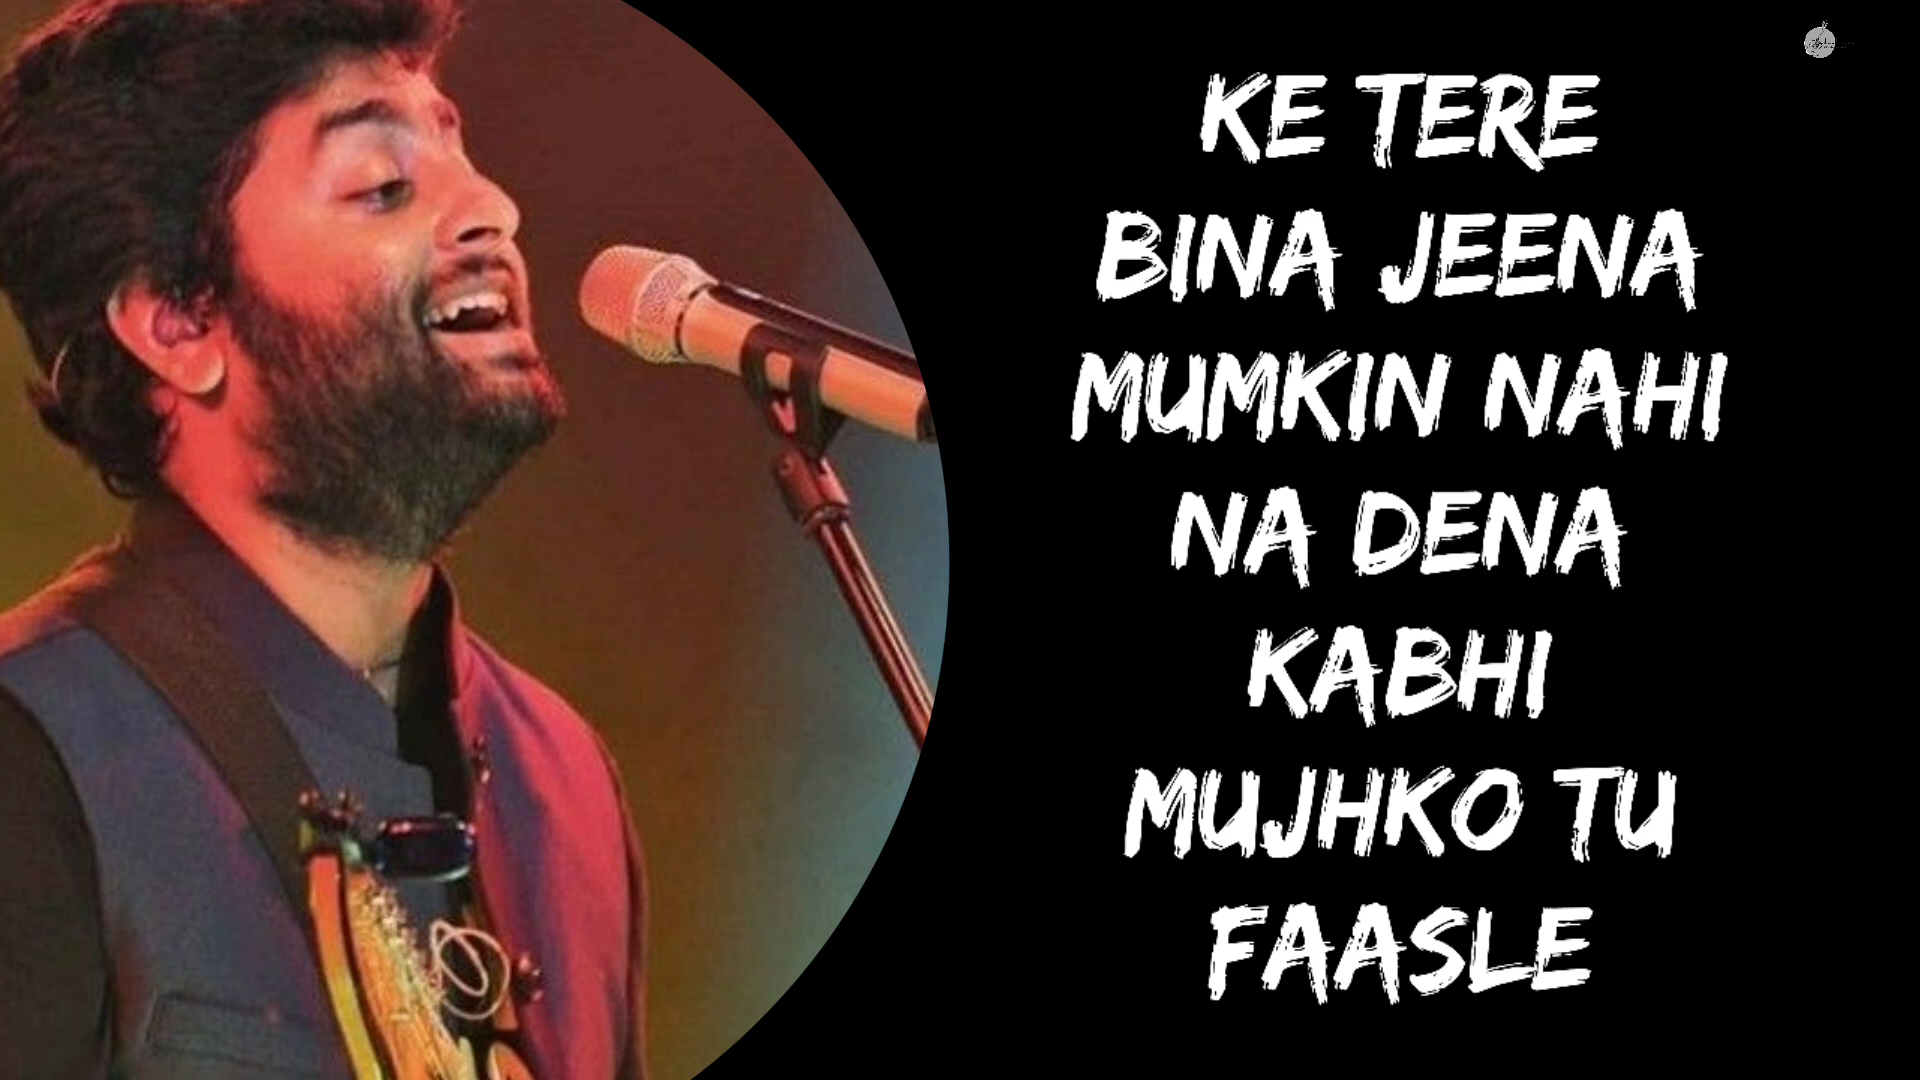 KE TERE
BINA JEENA
MUMKIN NAHI
NA DENA
KABHI
MUJHKO TU
FAASLE